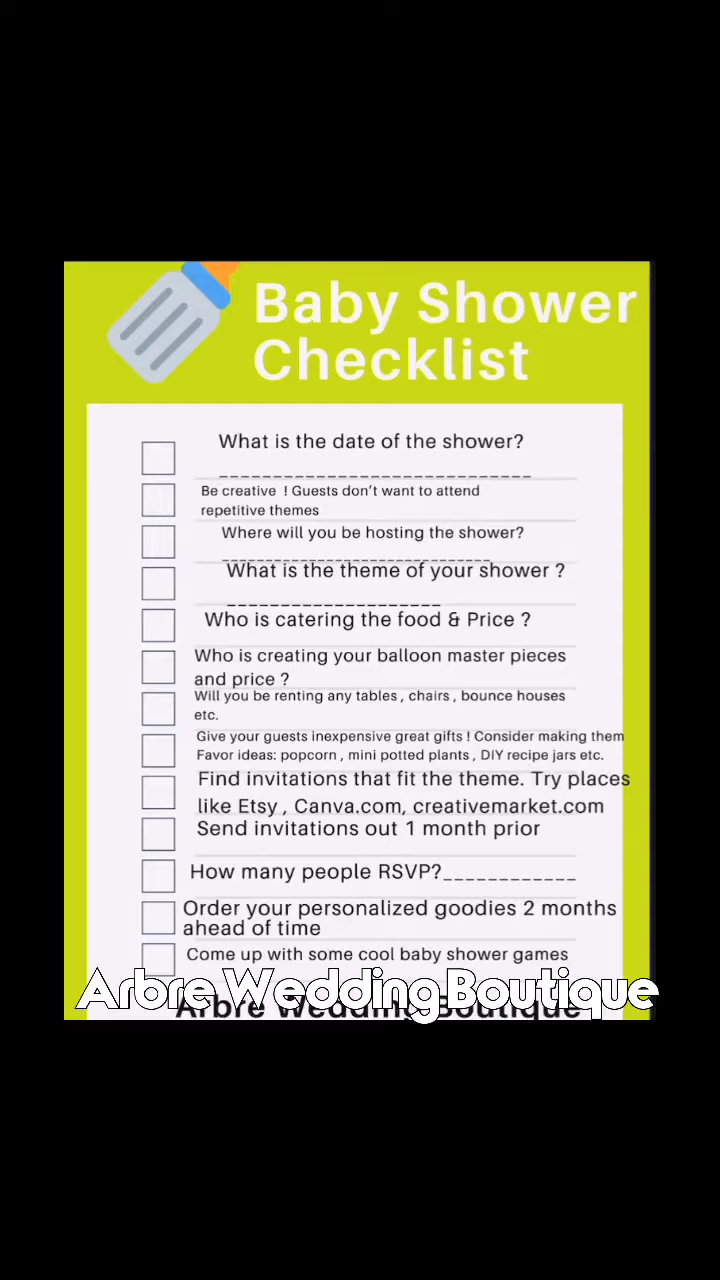 Baby Shower
Checklist
What is the date of the shower?
_____________________________
Be creative ! Guests don't want to attend
repetitive themes
Where will you be hosting the shower?
_____________________________
What is the theme of your shower ?
____________________
Who is catering the food & Price ?
Who is creating your balloon master pieces
and price ?
Will you be renting any tables , chairs , bounce houses
etc.
Give your guests inexpensive great gifts ! Consider making them
Favor ideas: popcorn , mini potted plants , DIY recipe jars etc.
Find invitations that fit the theme. Try places
like Etsy , Canva.com, creativemarket.com
Send invitations out 1 month prior
How many people RSVP?____________
Order your personalized goodies 2 months
ahead of time
Come up with some cool baby shower games
Arbre Wedding Boutique
Arbre Wedding Boutique